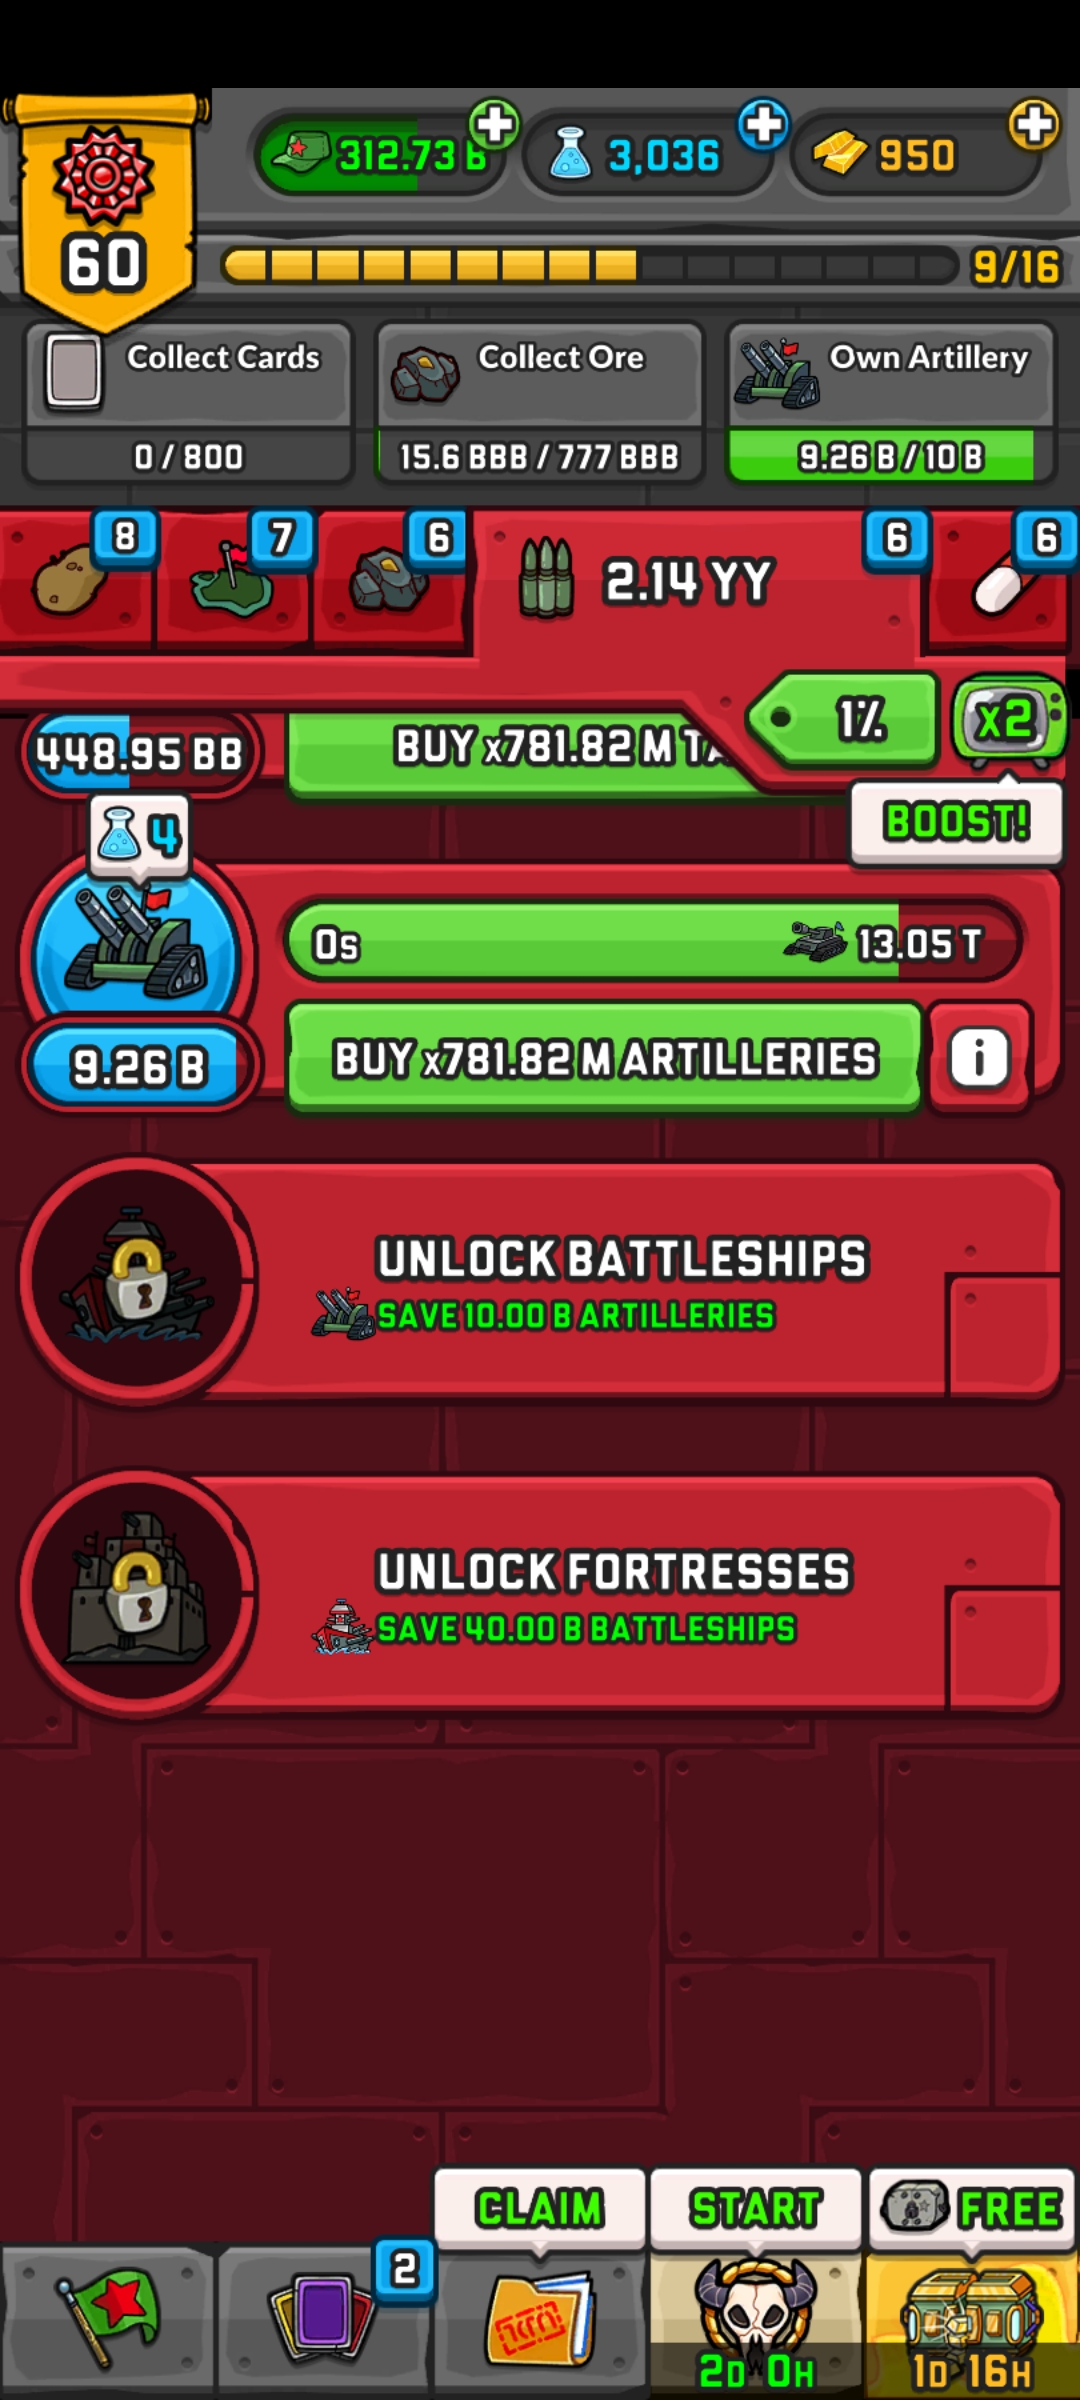 312.73 B
3,036
950
60
9/16
Collect Cards
Collect Ore
Own Artillery
0 / 800
15.6 BBB / 777 BBB
9.26 B / 10 B
8
7
6
2.14 YY
6
6
1%
x2
448.95 BB
BUY x781.82 M TA
BOOST!
4
0s
13.05 T
9.26 B
BUY x781.82 M ARTILLERIES
i
UNLOCK BATTLESHIPS
SAVE 10.00 B ARTILLERIES
UNLOCK FORTRESSES
SAVE 40.00 B BATTLESHIPS
CLAIM
START
FREE
2
2D 0H
1D 16H